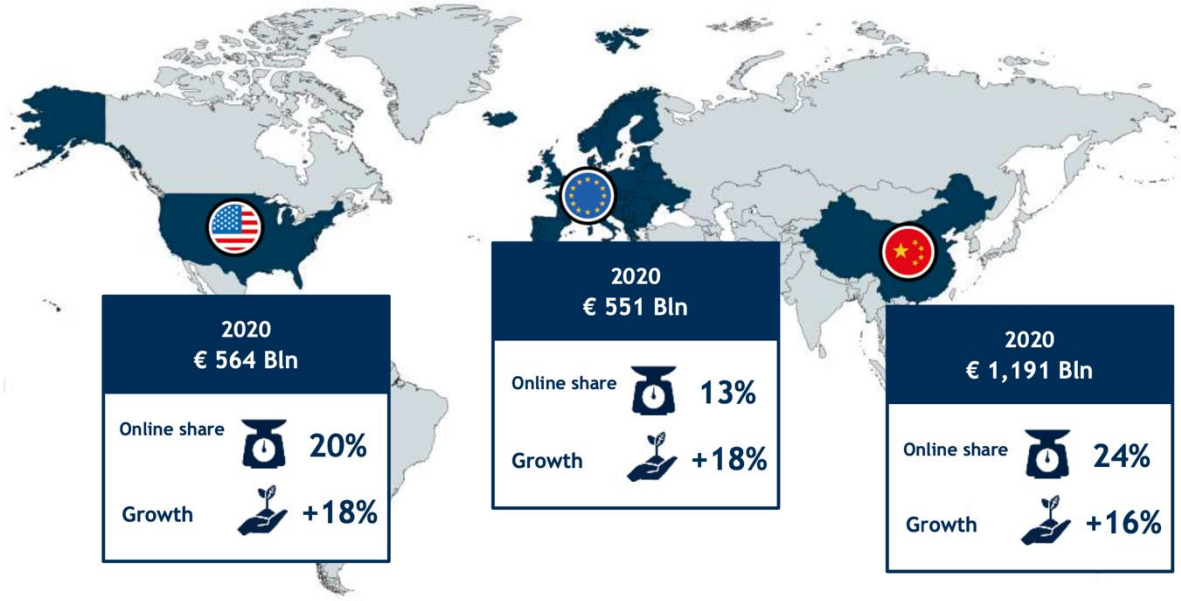 2020
€ 564 Bln
Online share
20%
Growth
+18%
2020
€ 551 Bln
Online share
13%
Growth
+18%
2020
€ 1,191 Bln
Online share
24%
Growth
+16%